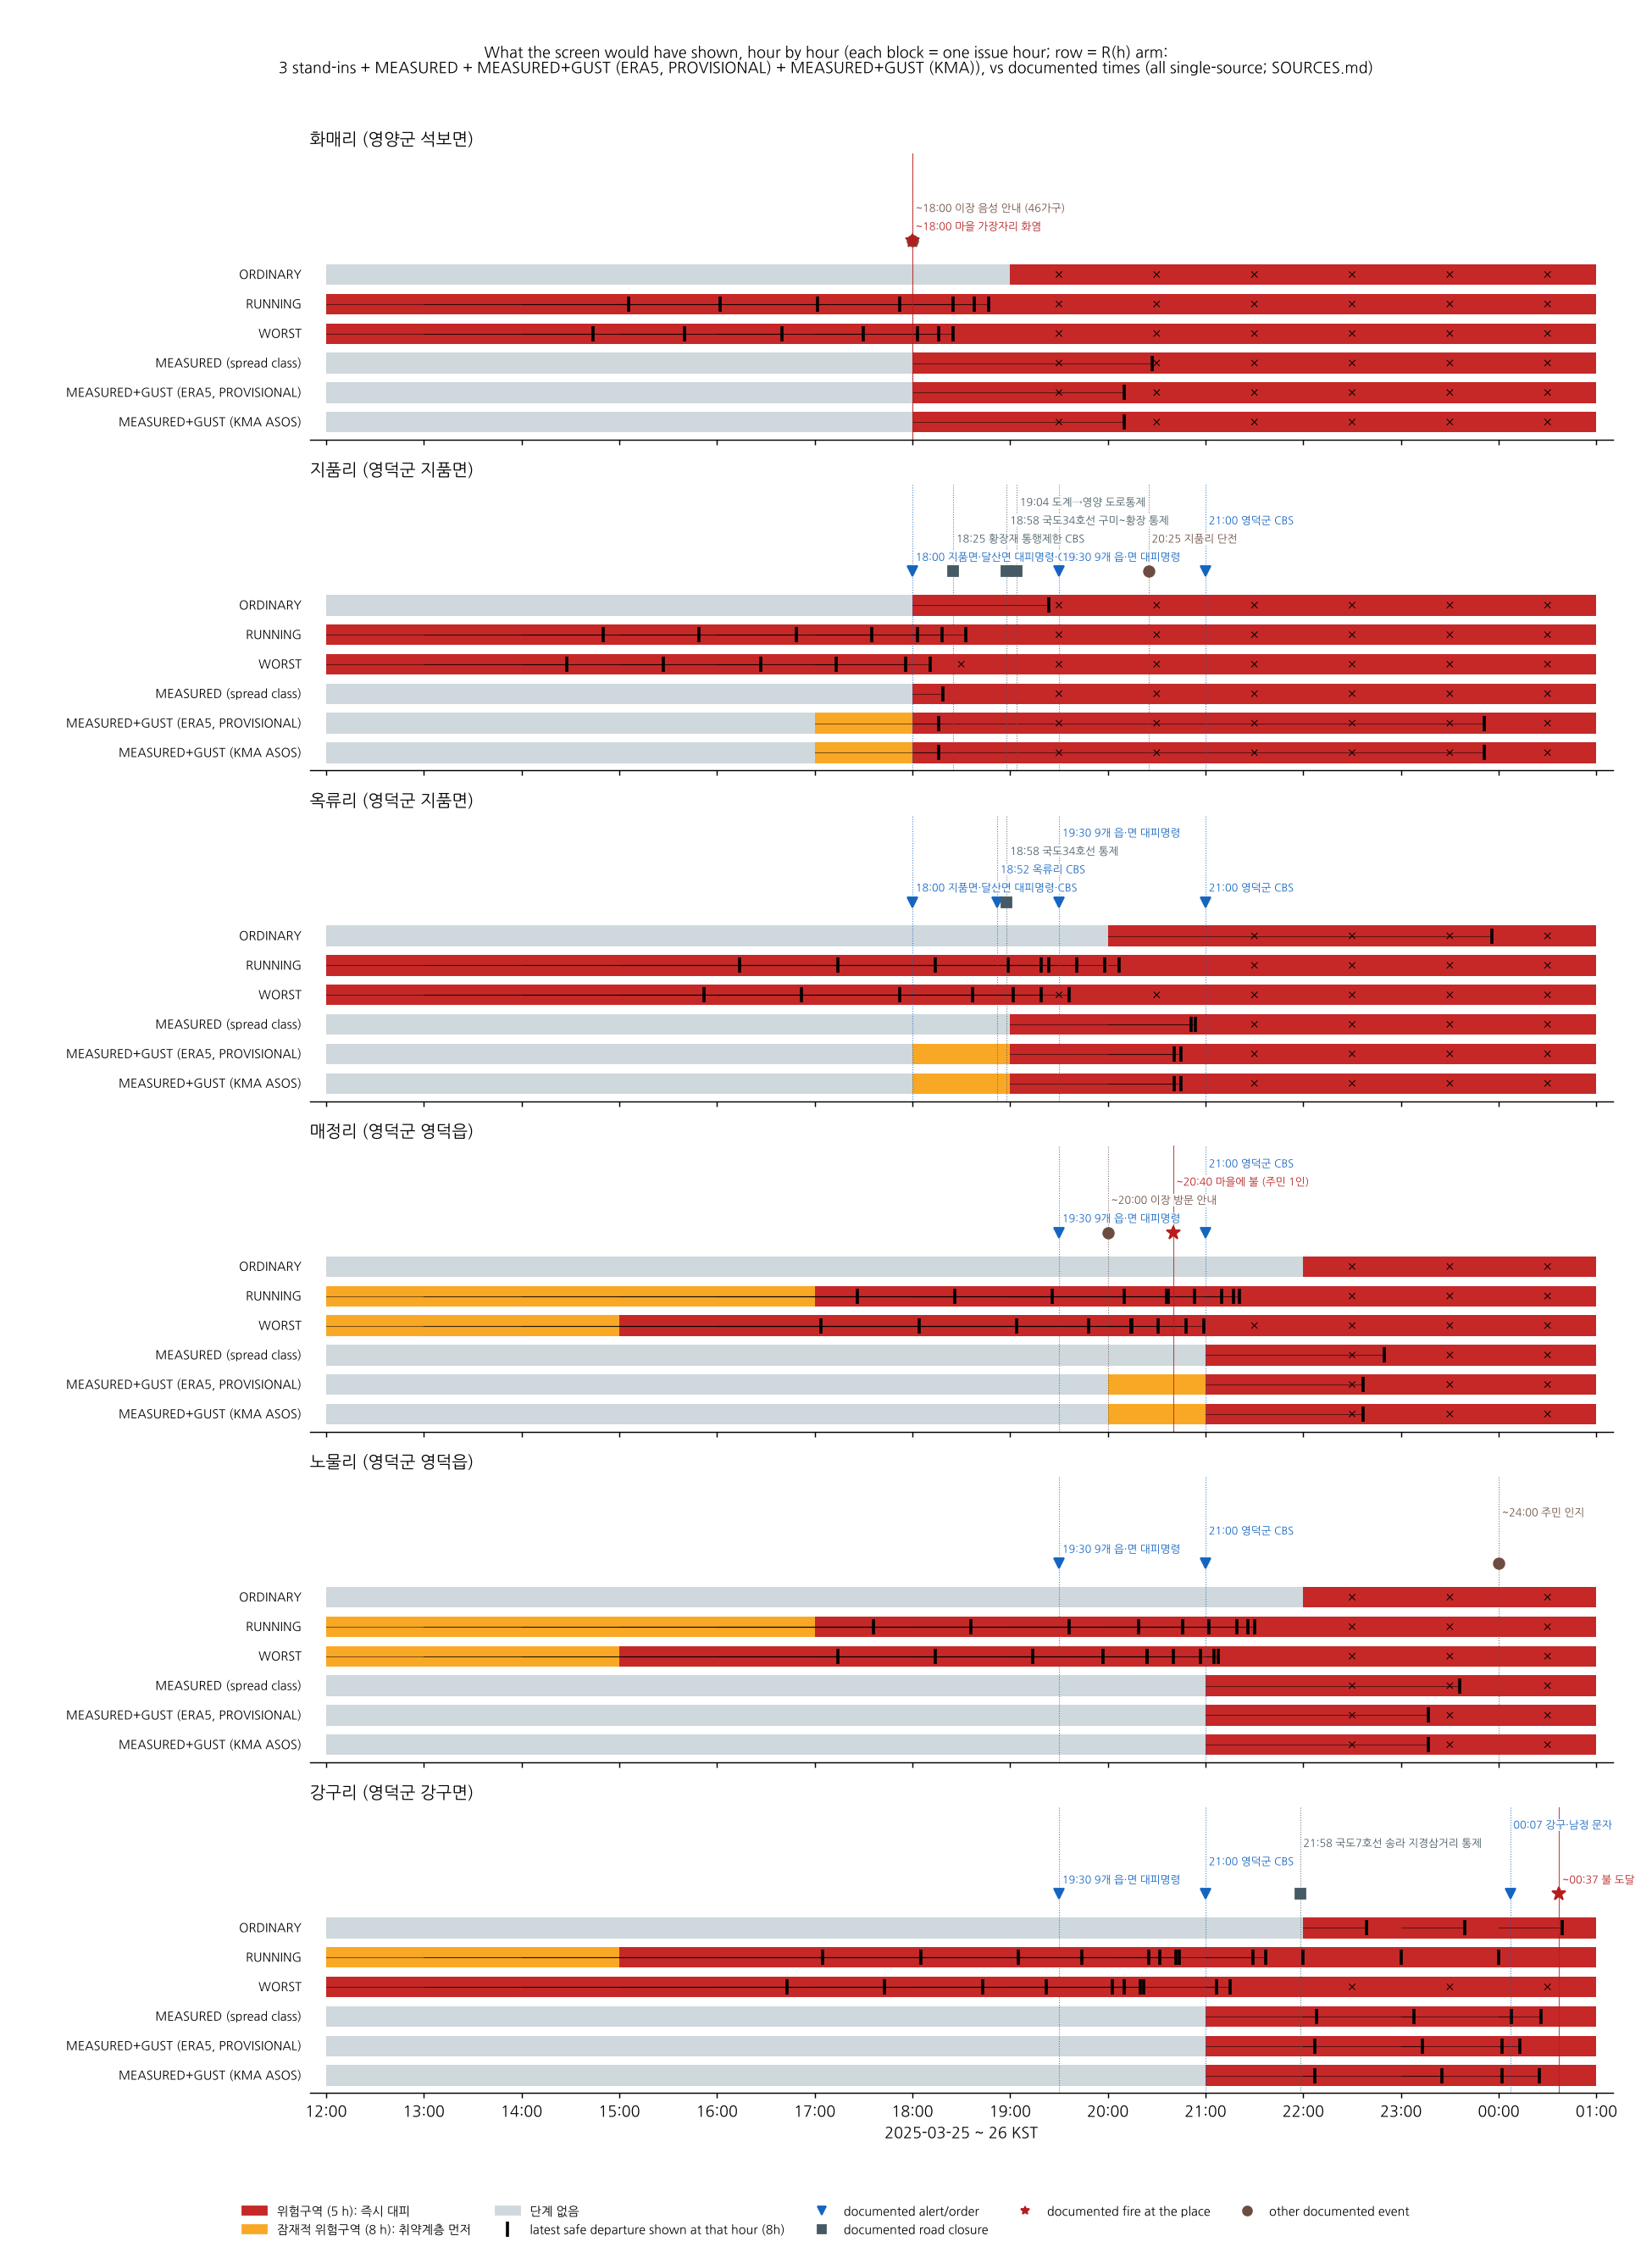 What the screen would have shown, hour by hour (each block = one issue hour; row = R(h) arm:
3 stand-ins + MEASURED + MEASURED+GUST (ERA5, PROVISIONAL) + MEASURED+GUST (KMA)), vs documented times (all single-source; SOURCES.md)
화매리 (영양군 석보면)
~18:00 이장 음성 안내 (46가구)
~18:00 마을 가장자리 화염
ORDINARY
RUNNING
WORST
MEASURED (spread class)
MEASURED+GUST (ERA5, PROVISIONAL)
MEASURED+GUST (KMA ASOS)
지품리 (영덕군 지품면)
19:04 도계→영양 도로통제
18:58 국도34호선 구미~황장 통제
21:00 영덕군 CBS
18:25 황장재 통행제한 CBS
20:25 지품리 단전
18:00 지품면·달산면 대피명령·
19:30 9개 읍·면 대피명령
ORDINARY
RUNNING
WORST
MEASURED (spread class)
MEASURED+GUST (ERA5, PROVISIONAL)
MEASURED+GUST (KMA ASOS)
옥류리 (영덕군 지품면)
19:30 9개 읍·면 대피명령
18:58 국도34호선 통제
18:52 옥류리 CBS
18:00 지품면·달산면 대피명령·CBS
21:00 영덕군 CBS
ORDINARY
RUNNING
WORST
MEASURED (spread class)
MEASURED+GUST (ERA5, PROVISIONAL)
MEASURED+GUST (KMA ASOS)
매정리 (영덕군 영덕읍)
21:00 영덕군 CBS
~20:40 마을에 불 (주민 1인)
~20:00 이장 방문 안내
19:30 9개 읍·면 대피명령
ORDINARY
RUNNING
WORST
MEASURED (spread class)
MEASURED+GUST (ERA5, PROVISIONAL)
MEASURED+GUST (KMA ASOS)
노물리 (영덕군 영덕읍)
~24:00 주민 인지
21:00 영덕군 CBS
19:30 9개 읍·면 대피명령
ORDINARY
RUNNING
WORST
MEASURED (spread class)
MEASURED+GUST (ERA5, PROVISIONAL)
MEASURED+GUST (KMA ASOS)
강구리 (영덕군 강구면)
00:07 강구·남정 문자
21:58 국도7호선 송라 지경삼거리 통제
21:00 영덕군 CBS
19:30 9개 읍·면 대피명령
~00:37 불 도달
ORDINARY
RUNNING
WORST
MEASURED (spread class)
MEASURED+GUST (ERA5, PROVISIONAL)
MEASURED+GUST (KMA ASOS)
12:00 13:00 14:00 15:00 16:00 17:00 18:00 19:00 20:00 21:00 22:00 23:00 00:00 01:00
2025-03-25 ~ 26 KST
위험구역 (5 h): 즉시 대피
잠재적 위험구역 (8 h): 취약계층 먼저
단계 없음
latest safe departure shown at that hour (8h)
documented alert/order
documented road closure
documented fire at the place
other documented event